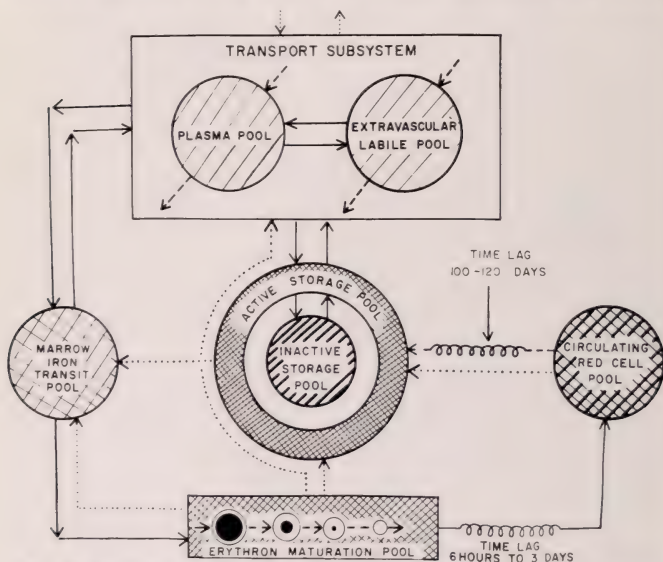 TRANSPORT SUBSYSTEM
PLASMA POOL
EXTRAVASCULAR
LABILE POOL
TIME LAG
100-120 DAYS
ACTIVE STORAGE POOL
MARROW
IRON
TRANSIT
POOL
INACTIVE
STORAGE
POOL
CIRCULATING
RED CELL
POOL
ERYTHRON MATURATION POOL
TIME LAG
6 HOURS TO 3 DAYS